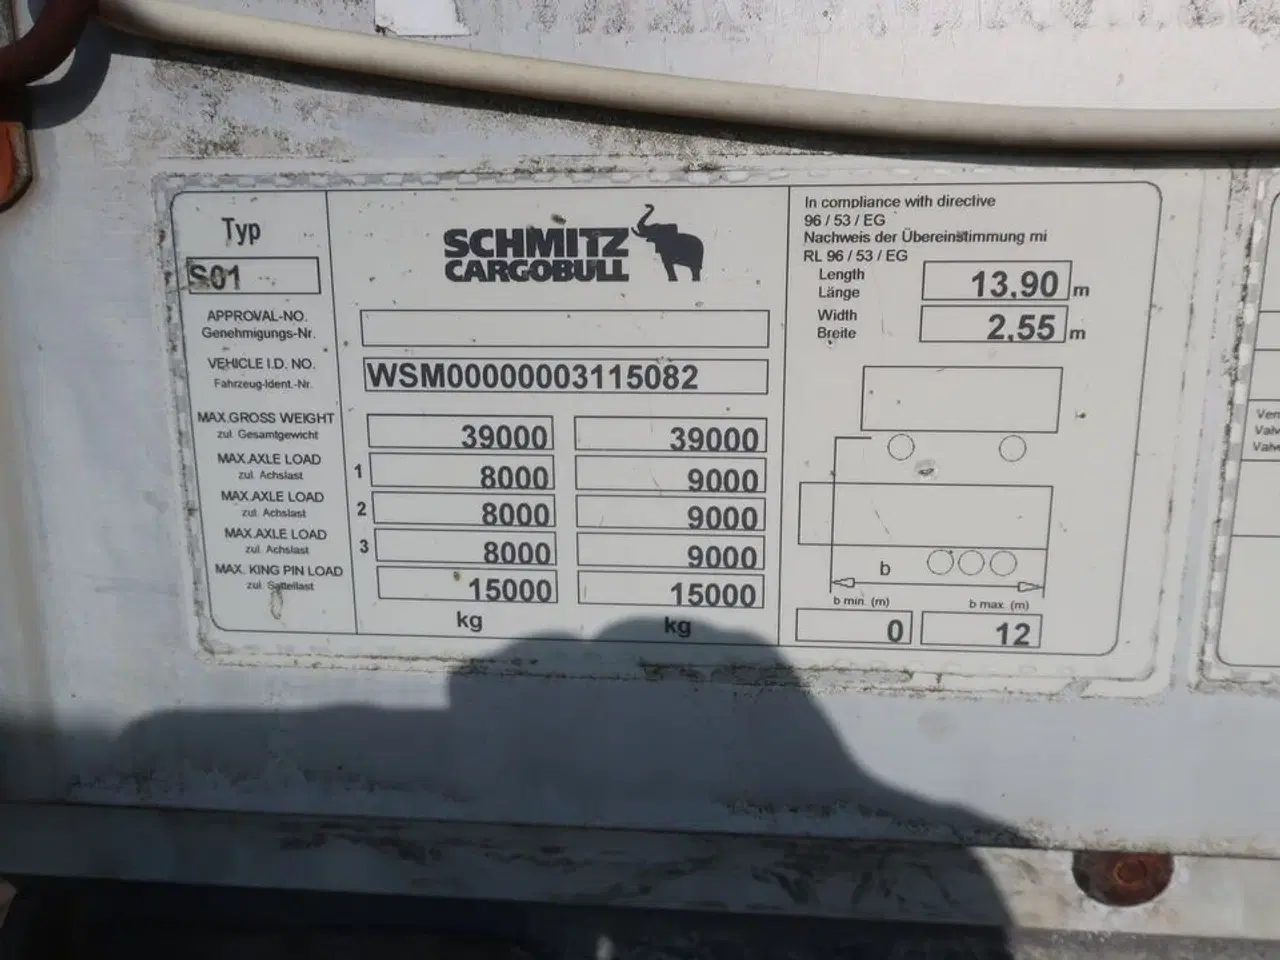 Typ
S01
SCHMITZ
CARGOBULL
APPROVAL-NO.
Genehmigungs-Nr.
VEHICLE I.D. NO.
Fahrzeug-Ident.-Nr.
WSM00000003115082
MAX.GROSS WEIGHT
zul. Gesamtgewicht
39000 39000
MAX.AXLE LOAD
zul. Achslast
1 8000 9000
MAX.AXLE LOAD
zul. Achslast
2 8000 9000
MAX.AXLE LOAD
zul. Achslast
3 8000 9000
MAX. KING PIN LOAD
zul. Sattellast
15000 15000
kg kg
In compliance with directive
96 / 53 / EG
Nachweis der Übereinstimmung mi
RL 96 / 53 / EG
Length
Länge
13,90 m
Width
Breite
2,55 m
b
b min. (m) b max. (m)
0 12